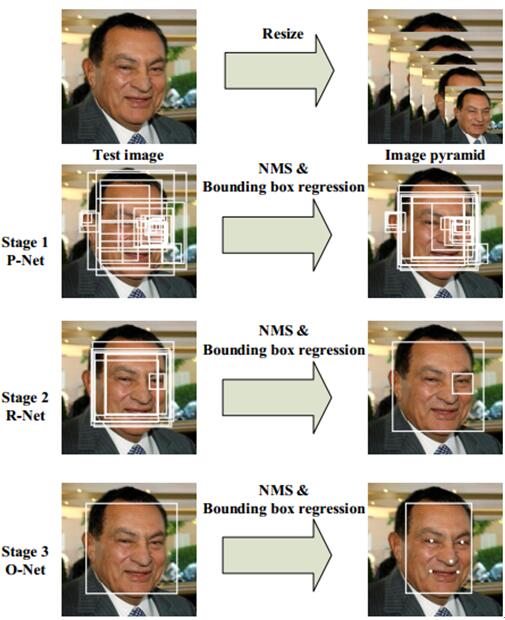 Resize
Test image
Image pyramid
NMS &
Bounding box regression
Stage 1
P-Net
NMS &
Bounding box regression
Stage 2
R-Net
NMS &
Bounding box regression
Stage 3
O-Net